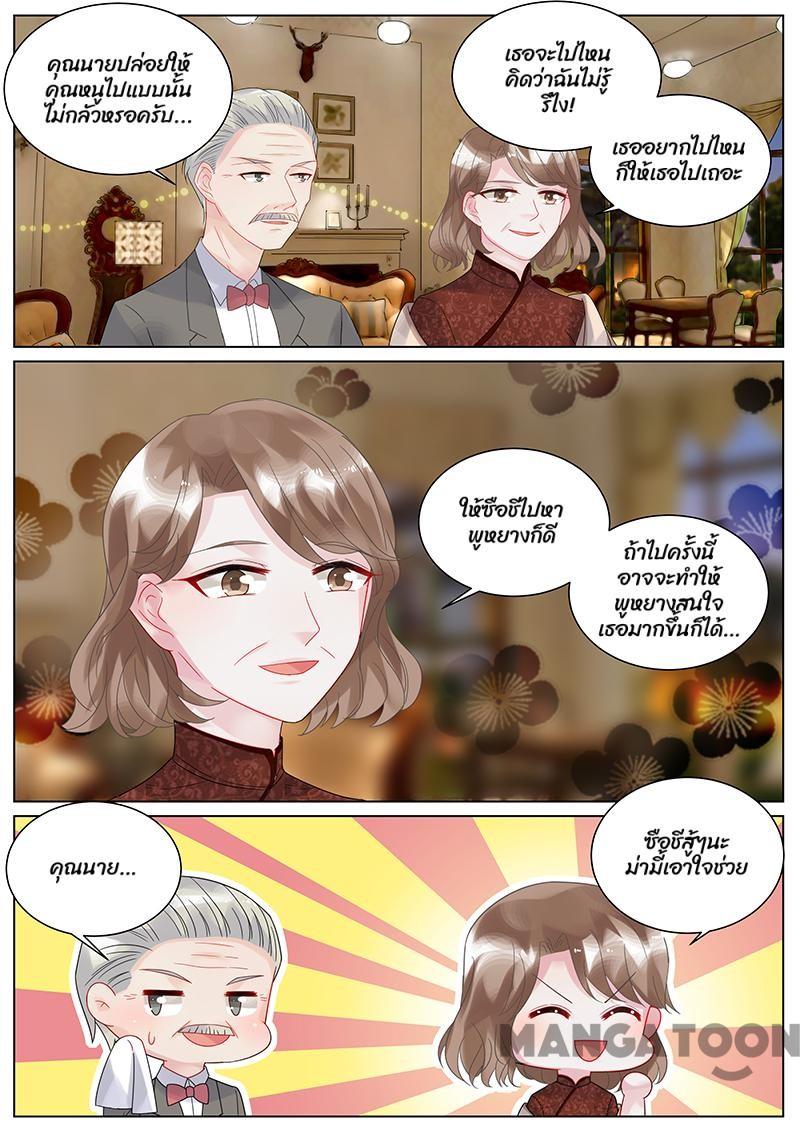 คุณนายปล่อยให้
คุณหนูไปแบบนั้น
ไม่กลัวหรอครับ...
เธอจะไปไหน
คิดว่าฉันไม่รู้
รึไง!
เธออยากไปไหน
ก็ให้เธอไปเถอะ
ให้ซือชีไปหา
พูหยางก็ดี
ถ้าไปครั้งนี้
อาจจะทำให้
พูหยางสนใจ
เธอมากขึ้นก็ได้...
คุณนาย...
ซือชีสู้ๆนะ
ม่ามี้เอาใจช่วย
MANGATOON